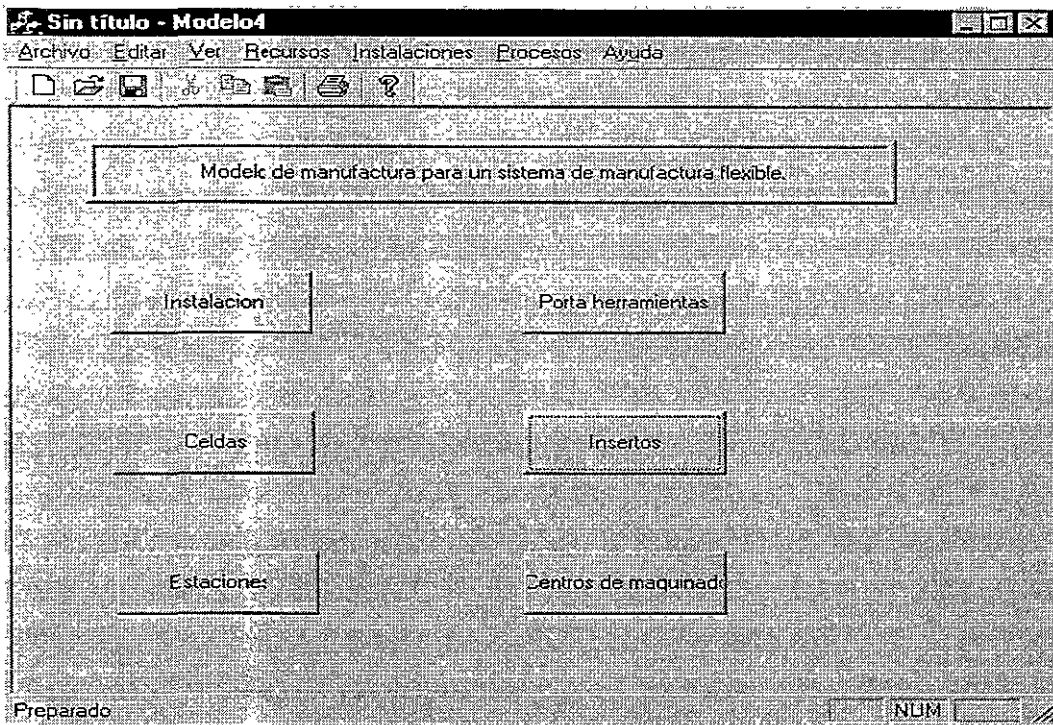 Sin título - Modelo4
Archivo Editar Ver Recursos Instalaciones Procesos Ayuda
Modelc de manufactura para un sistema de manufactura flexible.
Instalacion Porta herramientas
Celdas Insertos
Estaciones Centros de maquinado
Preparado NUM